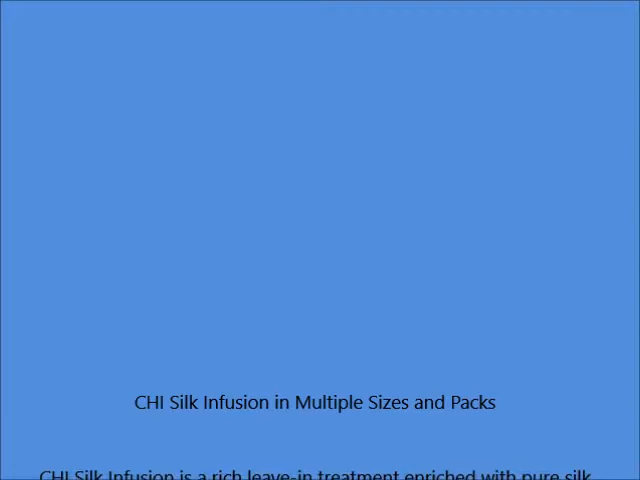 CHI Silk Infusion in Multiple Sizes and Packs
CHI Silk Infusion is a rich leave-in treatment enriched with pure silk